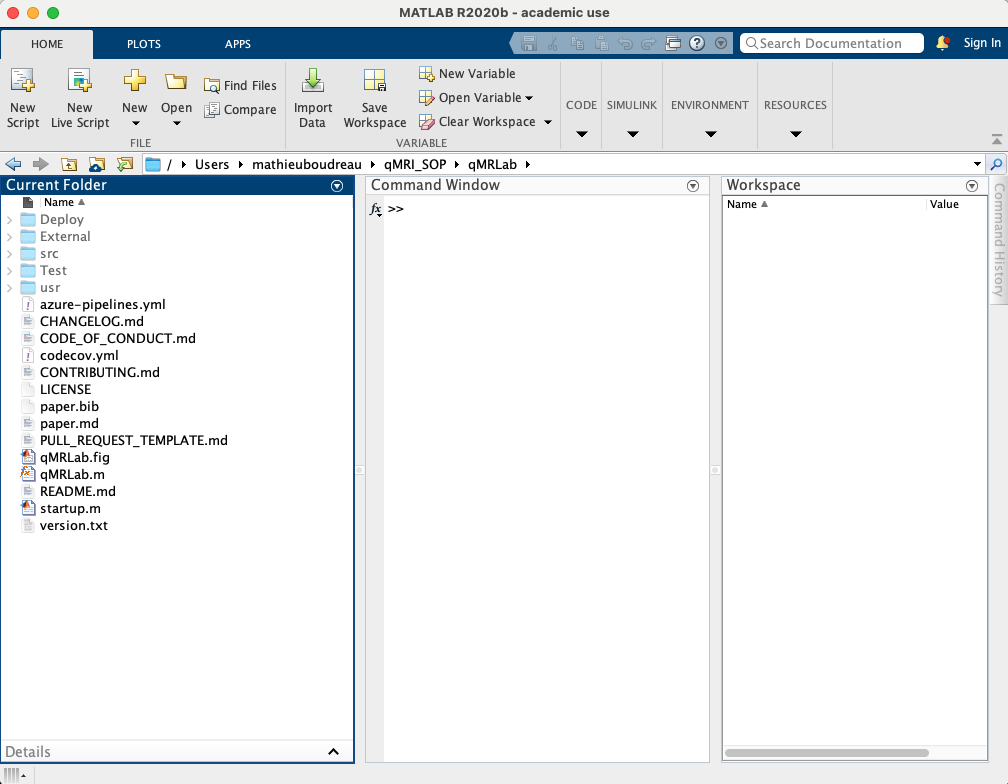 MATLAB R2020b - academic use
HOME PLOTS APPS
Search Documentation
Sign In
New Script
New Live Script
New
Open
Find Files
Compare
FILE
Import Data
Save Workspace
New Variable
Open Variable
Clear Workspace
VARIABLE
CODE
SIMULINK
ENVIRONMENT
RESOURCES
/ Users mathieuboudreau qMRI_SOP qMRLab
Current Folder
Name
Deploy
External
src
Test
usr
azure-pipelines.yml
CHANGELOG.md
CODE_OF_CONDUCT.md
codecov.yml
CONTRIBUTING.md
LICENSE
paper.bib
paper.md
PULL_REQUEST_TEMPLATE.md
qMRLab.fig
qMRLab.m
README.md
startup.m
version.txt
Details
Command Window
fx >>
Workspace
Name Value
Command History